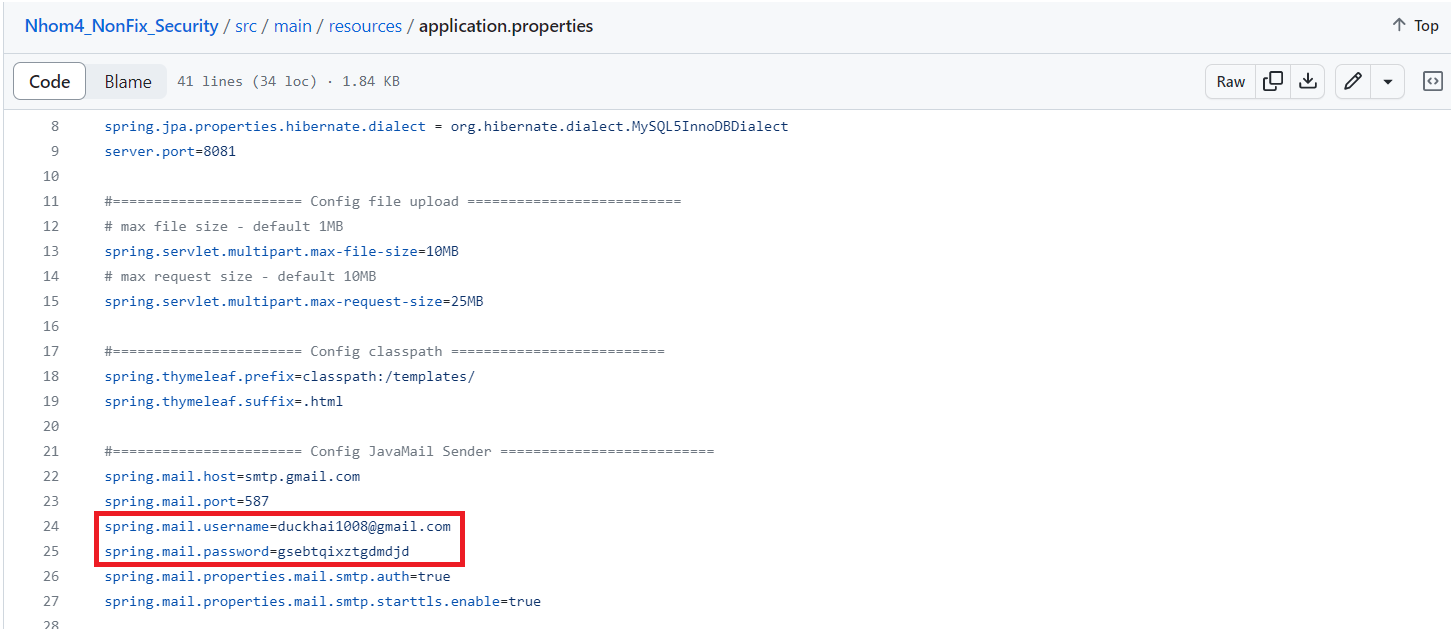 Nhom4_NonFix_Security / src / main / resources / application.properties
Top
Code Blame 41 lines (34 loc) · 1.84 KB
Raw
8 spring.jpa.properties.hibernate.dialect = org.hibernate.dialect.MySQL5InnoDBDialect
9 server.port=8081
10
11 #======================= Config file upload ==========================
12 # max file size - default 1MB
13 spring.servlet.multipart.max-file-size=10MB
14 # max request size - default 10MB
15 spring.servlet.multipart.max-request-size=25MB
16
17 #======================= Config classpath ==========================
18 spring.thymeleaf.prefix=classpath:/templates/
19 spring.thymeleaf.suffix=.html
20
21 #======================= Config JavaMail Sender ==========================
22 spring.mail.host=smtp.gmail.com
23 spring.mail.port=587
24 spring.mail.username=duckhai1008@gmail.com
25 spring.mail.password=gsebtqixztgdmdjd
26 spring.mail.properties.mail.smtp.auth=true
27 spring.mail.properties.mail.smtp.starttls.enable=true
28